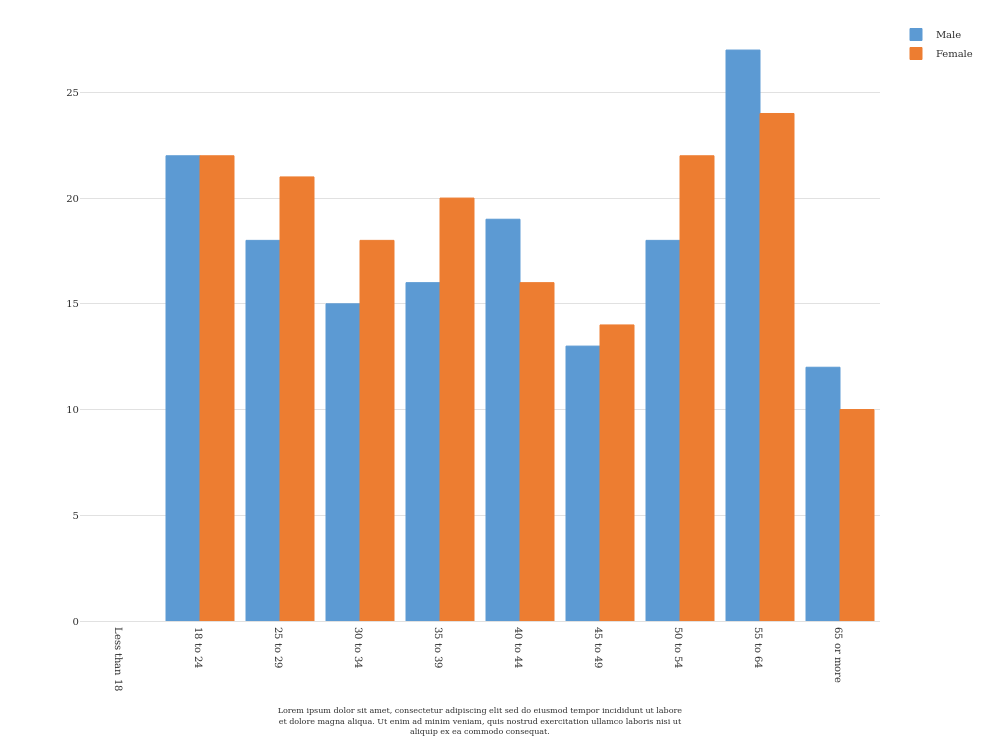 Male
Female
25
20
15
10
5
0
Less than 18
18 to 24
25 to 29
30 to 34
35 to 39
40 to 44
45 to 49
50 to 54
55 to 64
65 or more
Lorem ipsum dolor sit amet, consectetur adipiscing elit sed do eiusmod tempor incididunt ut labore
et dolore magna aliqua. Ut enim ad minim veniam, quis nostrud exercitation ullamco laboris nisi ut
aliquip ex ea commodo consequat.